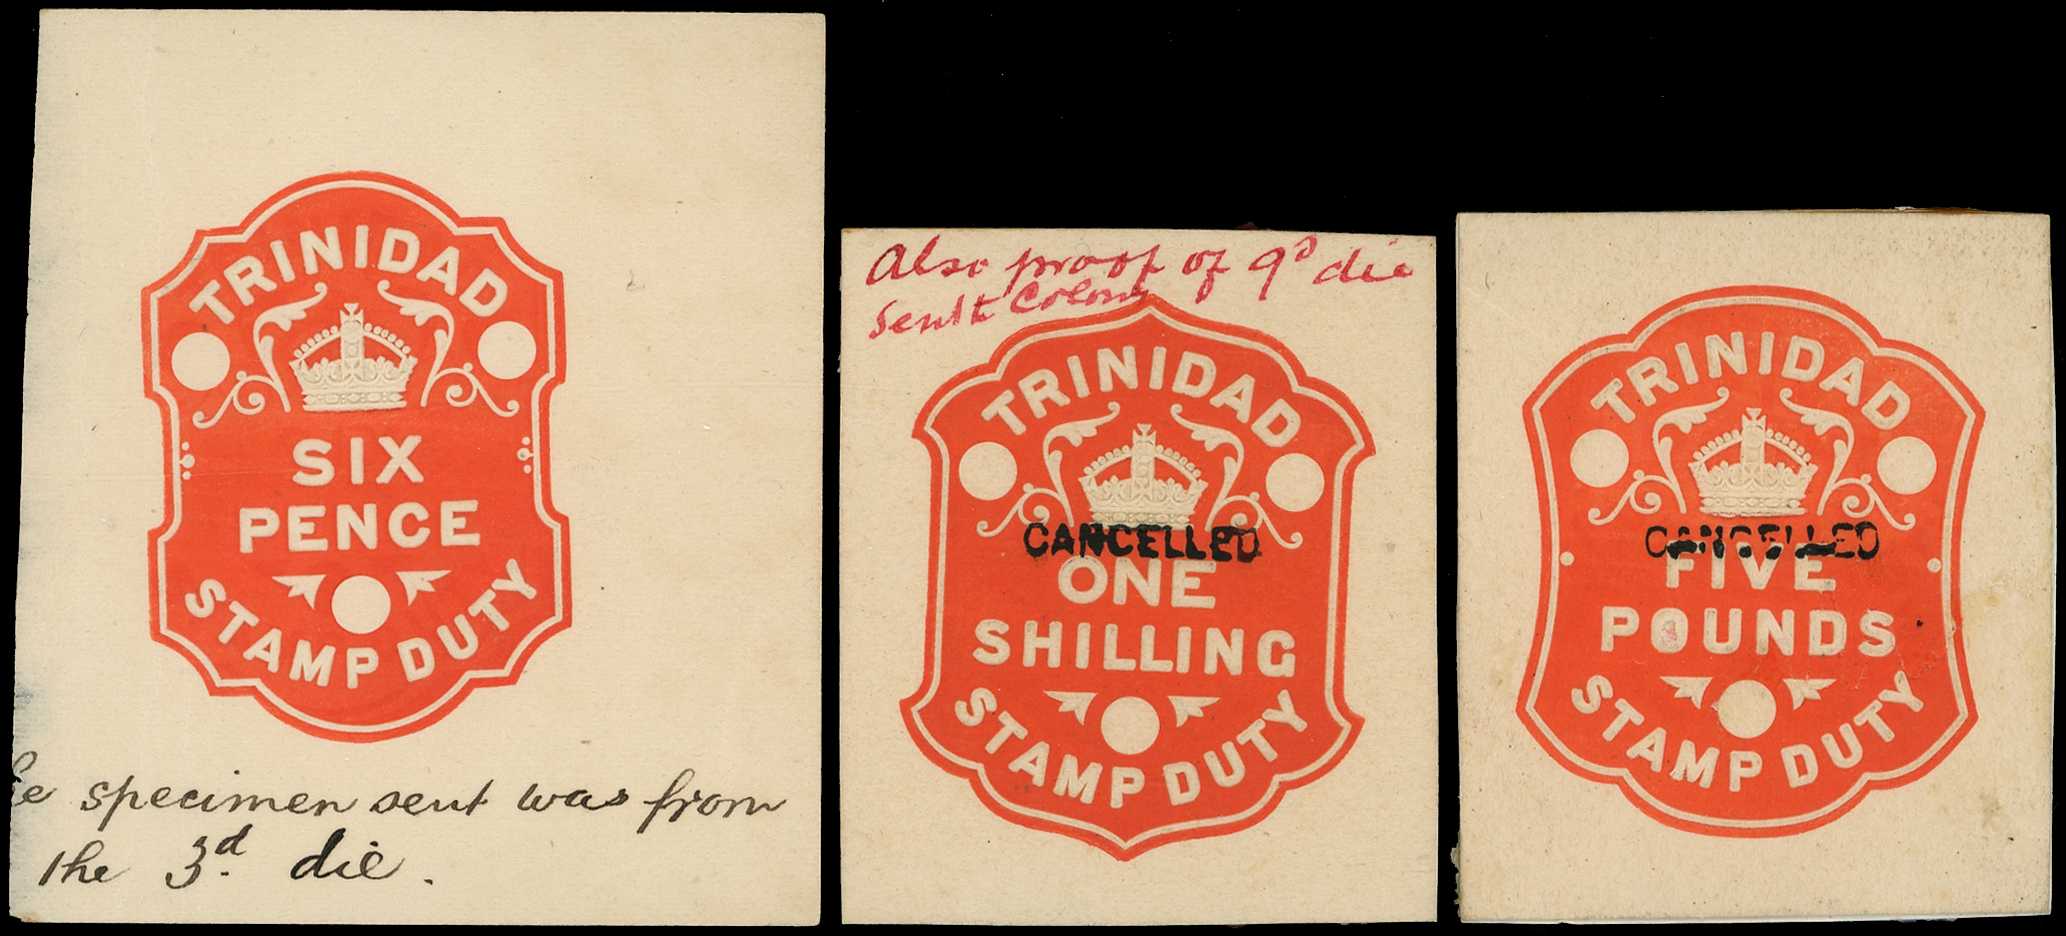 TRINIDAD
SIX
PENCE
STAMP DUTY
specimen sent was from
the 3d. die.
Also proof of 9D die
sent Colony
TRINIDAD
CANCELLED
ONE
SHILLING
STAMP DUTY
TRINIDAD
CANCELLED
FIVE
POUNDS
STAMP DUTY